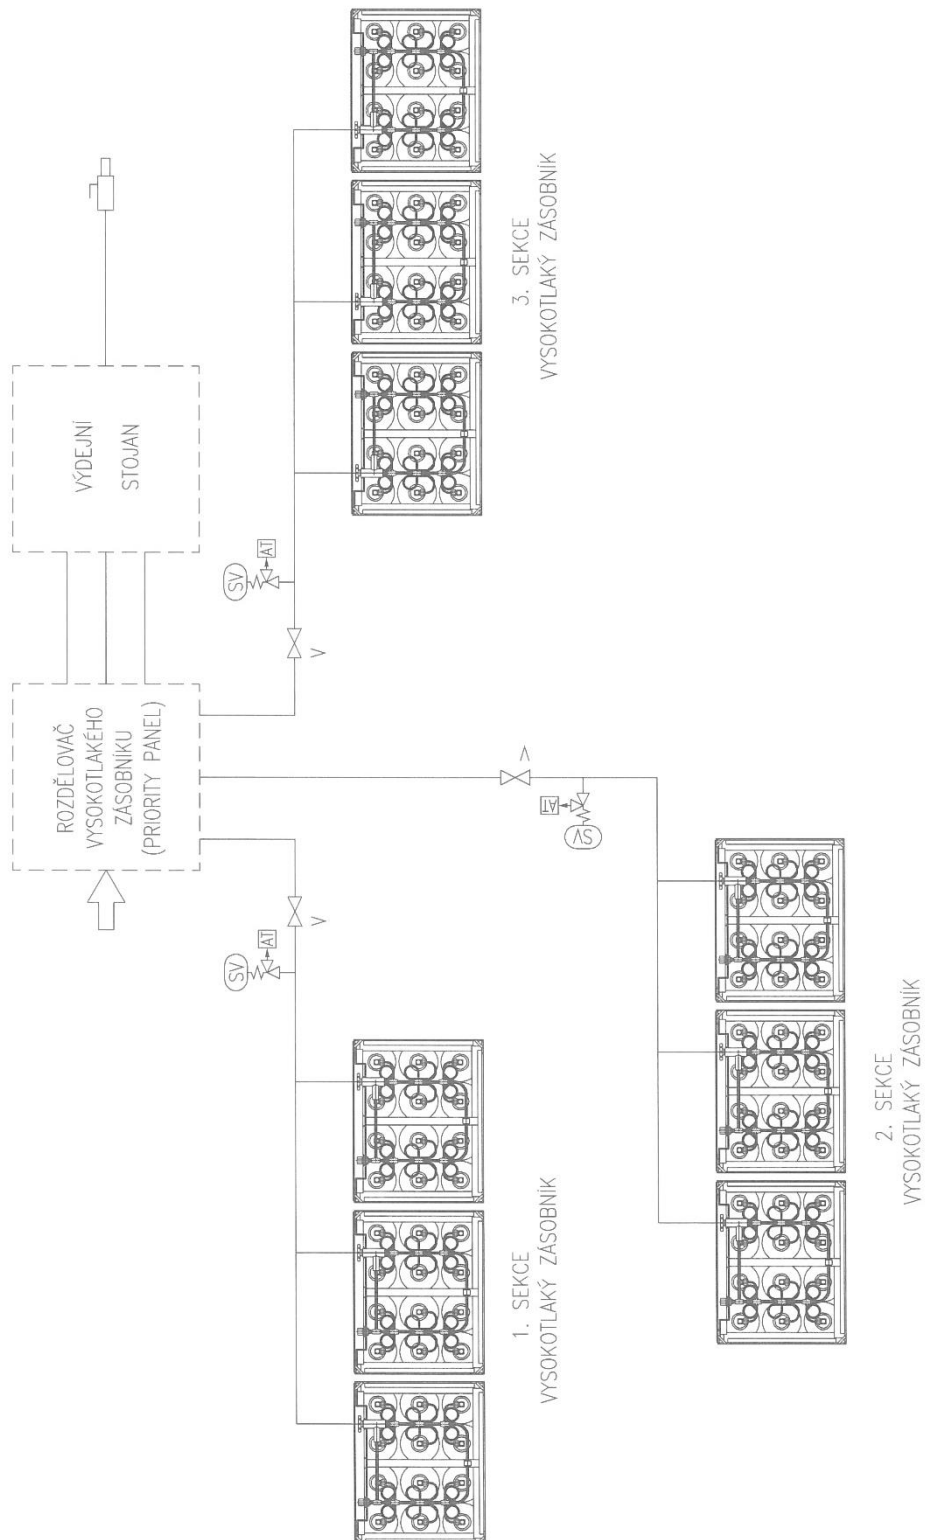 ROZDĚLOVAČ
VYSOKOTLAKÉHO
ZÁSOBNÍKU
(PRIORITY PANEL)
VÝDEJNÍ
STOJAN
SV
AT
V
SV
AT
V
V
AT
SV
1. SEKCE
VYSOKOTLAKÝ ZÁSOBNÍK
3. SEKCE
VYSOKOTLAKÝ ZÁSOBNÍK
2. SEKCE
VYSOKOTLAKÝ ZÁSOBNÍK